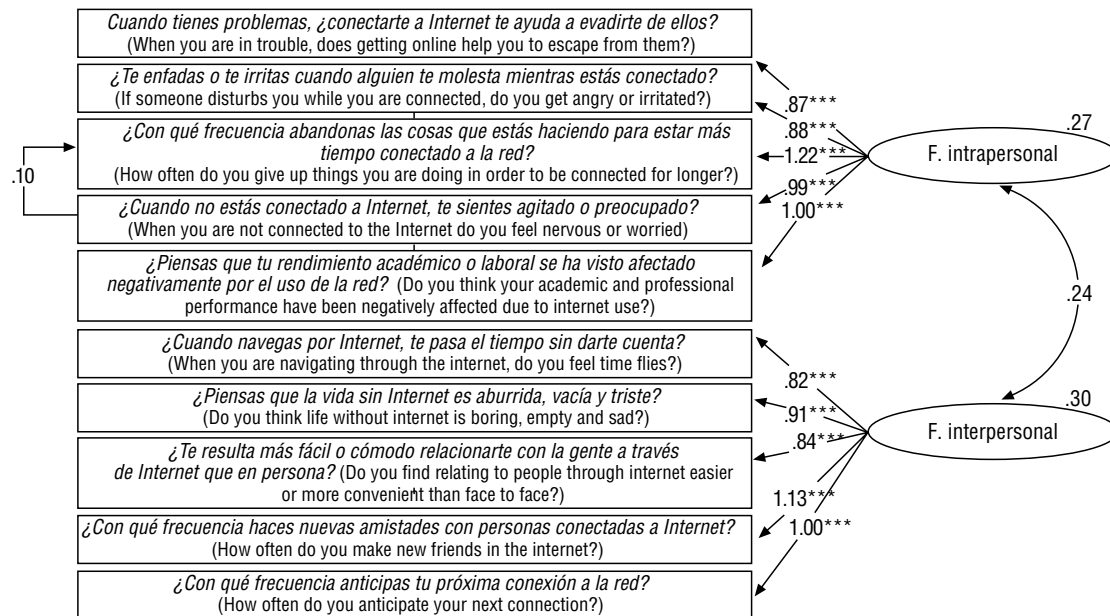 Cuando tienes problemas, ¿conectarte a Internet te ayuda a evadirte de ellos?
(When you are in trouble, does getting online help you to escape from them?)
¿Te enfadas o te irritas cuando alguien te molesta mientras estás conectado?
(If someone disturbs you while you are connected, do you get angry or irritated?)
¿Con qué frecuencia abandonas las cosas que estás haciendo para estar más
tiempo conectado a la red?
(How often do you give up things you are doing in order to be connected for longer?)
¿Cuando no estás conectado a Internet, te sientes agitado o preocupado?
(When you are not connected to the Internet do you feel nervous or worried)
¿Piensas que tu rendimiento académico o laboral se ha visto afectado
negativamente por el uso de la red? (Do you think your academic and professional
performance have been negatively affected due to internet use?)
¿Cuando navegas por Internet, te pasa el tiempo sin darte cuenta?
(When you are navigating through the internet, do you feel time flies?)
¿Piensas que la vida sin Internet es aburrida, vacía y triste?
(Do you think life without internet is boring, empty and sad?)
¿Te resulta más fácil o cómodo relacionarte con la gente a través
de Internet que en persona? (Do you find relating to people through internet easier
or more convenient than face to face?)
¿Con qué frecuencia haces nuevas amistades con personas conectadas a Internet?
(How often do you make new friends in the internet?)
¿Con qué frecuencia anticipas tu próxima conexión a la red?
(How often do you anticipate your next connection?)
.10
.87***
.88***
1.22***
.99***
1.00***
.82***
.91***
.84***
1.13***
1.00***
.27
F. intrapersonal
.24
.30
F. interpersonal